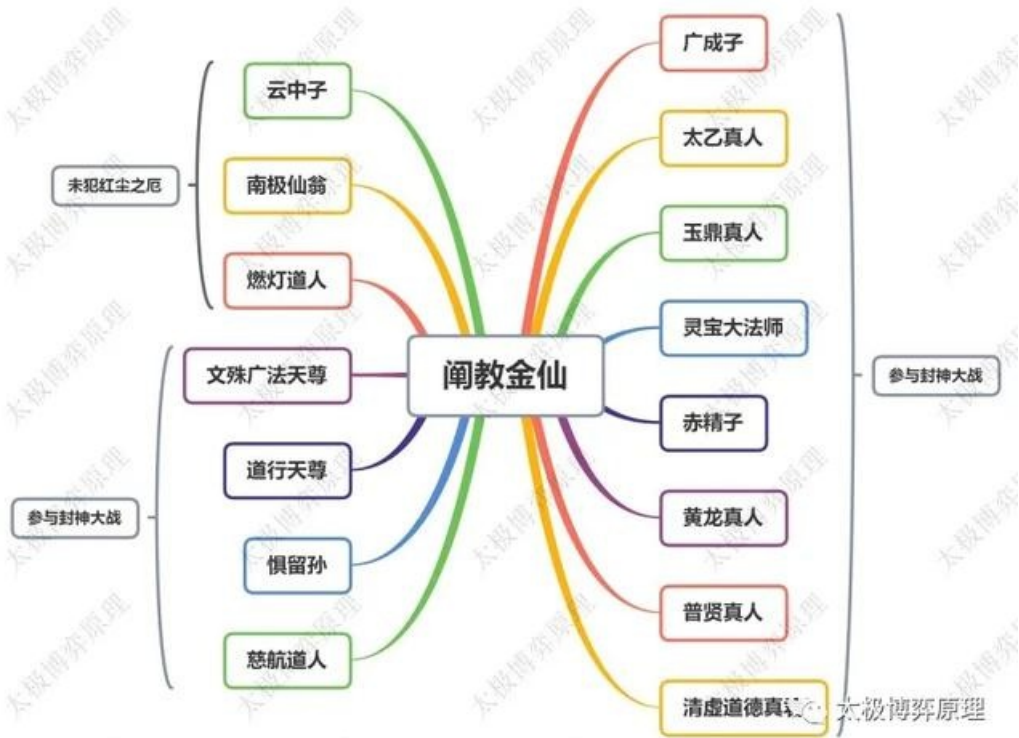 阐教金仙
未犯红尘之厄
云中子
南极仙翁
燃灯道人
参与封神大战
文殊广法天尊
道行天尊
惧留孙
慈航道人
广成子
太乙真人
玉鼎真人
灵宝大法师
赤精子
黄龙真人
普贤真人
清虚道德真
参与封神大战
太极博弈原理